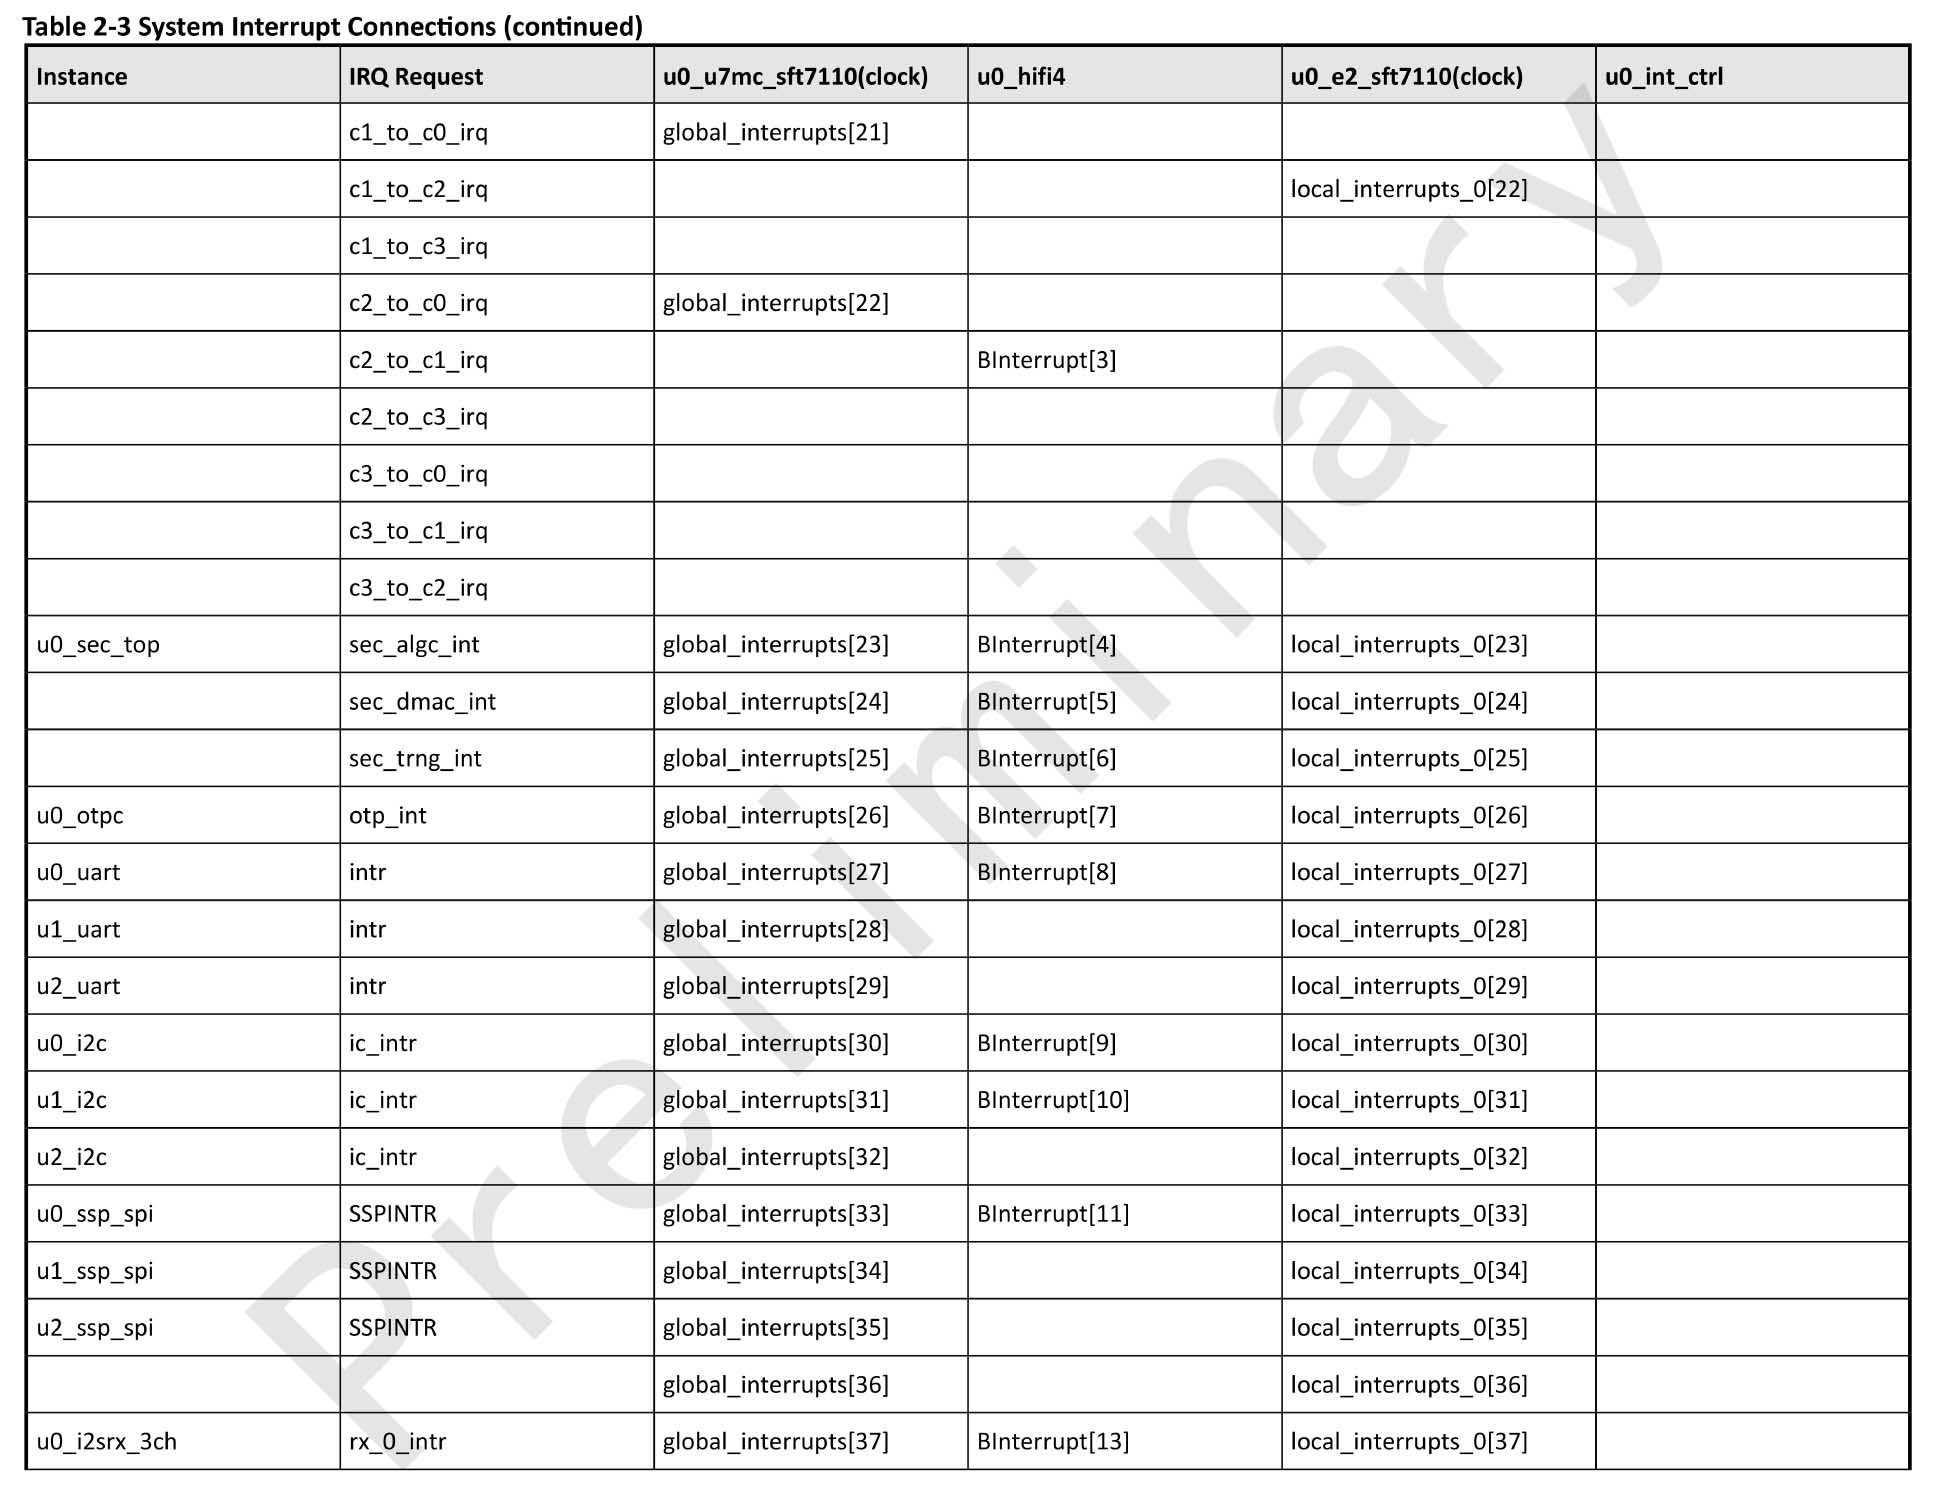 Table 2-3 System Interrupt Connections (continued)
Instance IRQ Request u0_u7mc_sft7110(clock) u0_hifi4 u0_e2_sft7110(clock) u0_int_ctrl
c1_to_c0_irq global_interrupts[21]
c1_to_c2_irq local_interrupts_0[22]
c1_to_c3_irq
c2_to_c0_irq global_interrupts[22]
c2_to_c1_irq BInterrupt[3]
c2_to_c3_irq
c3_to_c0_irq
c3_to_c1_irq
c3_to_c2_irq
u0_sec_top sec_algc_int global_interrupts[23] BInterrupt[4] local_interrupts_0[23]
sec_dmac_int global_interrupts[24] BInterrupt[5] local_interrupts_0[24]
sec_trng_int global_interrupts[25] BInterrupt[6] local_interrupts_0[25]
u0_otpc otp_int global_interrupts[26] BInterrupt[7] local_interrupts_0[26]
u0_uart intr global_interrupts[27] BInterrupt[8] local_interrupts_0[27]
u1_uart intr global_interrupts[28] local_interrupts_0[28]
u2_uart intr global_interrupts[29] local_interrupts_0[29]
u0_i2c ic_intr global_interrupts[30] BInterrupt[9] local_interrupts_0[30]
u1_i2c ic_intr global_interrupts[31] BInterrupt[10] local_interrupts_0[31]
u2_i2c ic_intr global_interrupts[32] local_interrupts_0[32]
u0_ssp_spi SSPINTR global_interrupts[33] BInterrupt[11] local_interrupts_0[33]
u1_ssp_spi SSPINTR global_interrupts[34] local_interrupts_0[34]
u2_ssp_spi SSPINTR global_interrupts[35] local_interrupts_0[35]
global_interrupts[36] local_interrupts_0[36]
u0_i2srx_3ch rx_0_intr global_interrupts[37] BInterrupt[13] local_interrupts_0[37]
Preliminary